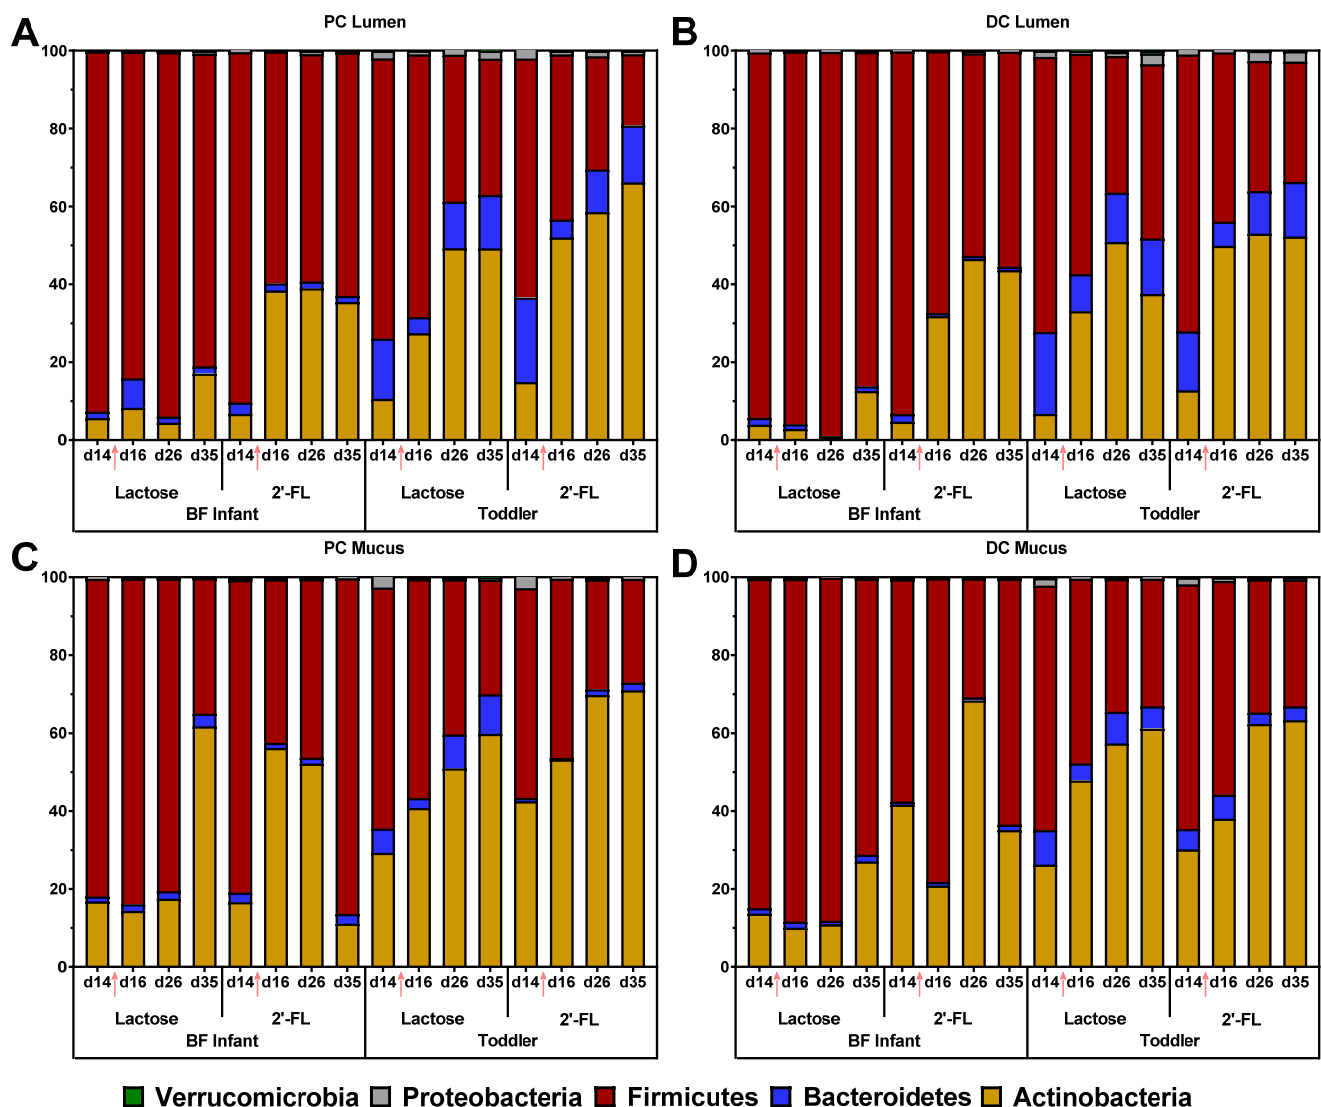 A
PC Lumen
100
80
60
40
20
0
d14 d16 d26 d35 d14 d16 d26 d35 d14 d16 d26 d35 d14 d16 d26 d35
Lactose 2'-FL Lactose 2'-FL
BF Infant Toddler
B
DC Lumen
100
80
60
40
20
0
d14 d16 d26 d35 d14 d16 d26 d35 d14 d16 d26 d35 d14 d16 d26 d35
Lactose 2'-FL Lactose 2'-FL
BF Infant Toddler
C
PC Mucus
100
80
60
40
20
0
d14 d16 d26 d35 d14 d16 d26 d35 d14 d16 d26 d35 d14 d16 d26 d35
Lactose 2'-FL Lactose 2'-FL
BF Infant Toddler
D
DC Mucus
100
80
60
40
20
0
d14 d16 d26 d35 d14 d16 d26 d35 d14 d16 d26 d35 d14 d16 d26 d35
Lactose 2'-FL Lactose 2'-FL
BF Infant Toddler
Verrucomicrobia Proteobacteria Firmicutes Bacteroidetes Actinobacteria